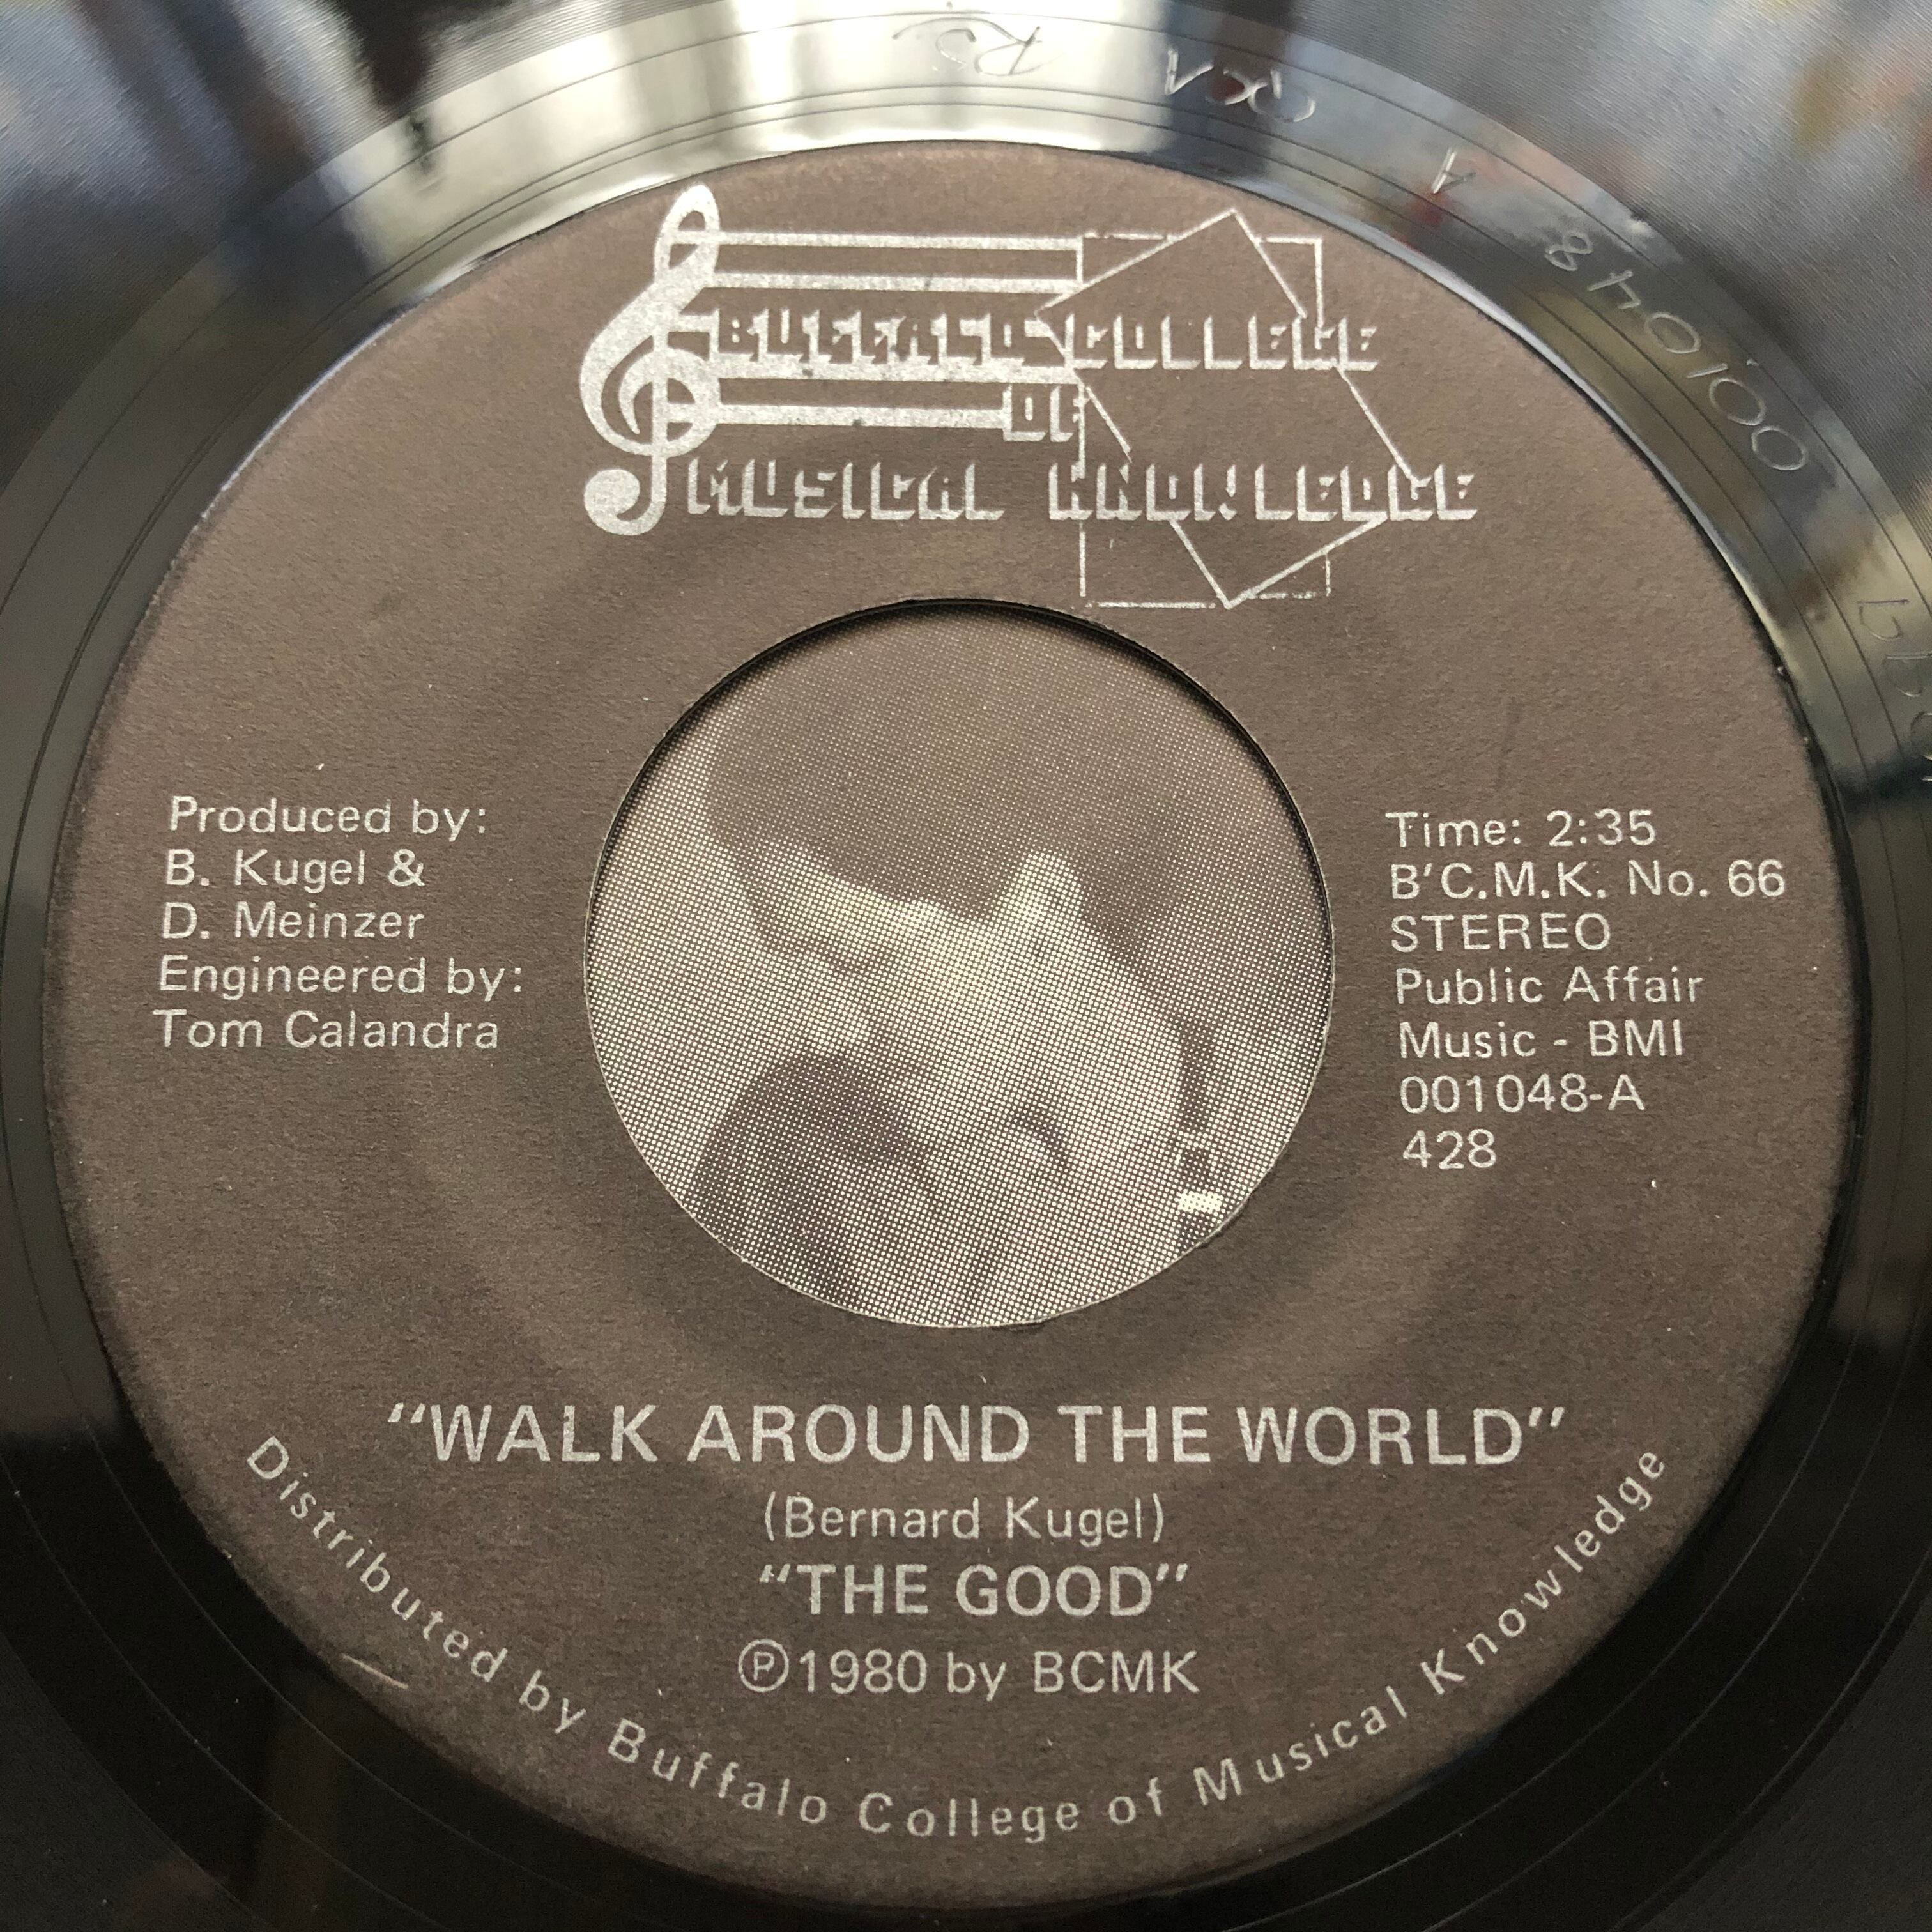 BUFFALO COLLEGE
OF
MUSICAL KNOWLEDGE
Produced by:
B. Kugel &
D. Meinzer
Engineered by:
Tom Calandra
Time: 2:35
B'C.M.K. No. 66
STEREO
Public Affair
Music - BMI
001048-A
428
"WALK AROUND THE WORLD"
(Bernard Kugel)
"THE GOOD"
℗1980 by BCMK
Distributed by Buffalo College of Musical Knowledge
001048 A